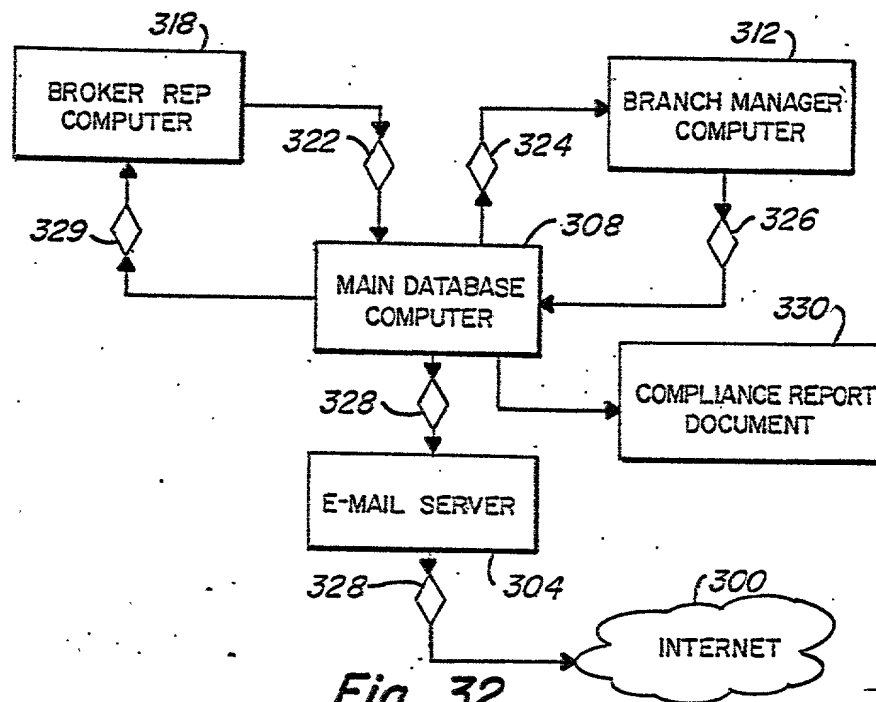 318
BROKER REP
COMPUTER
312
BRANCH MANAGER
COMPUTER
322
324
329
308
326
MAIN DATABASE
COMPUTER
330
COMPLIANCE REPORT
DOCUMENT
328
E-MAIL SERVER
328
304
300
INTERNET
Fig. 32